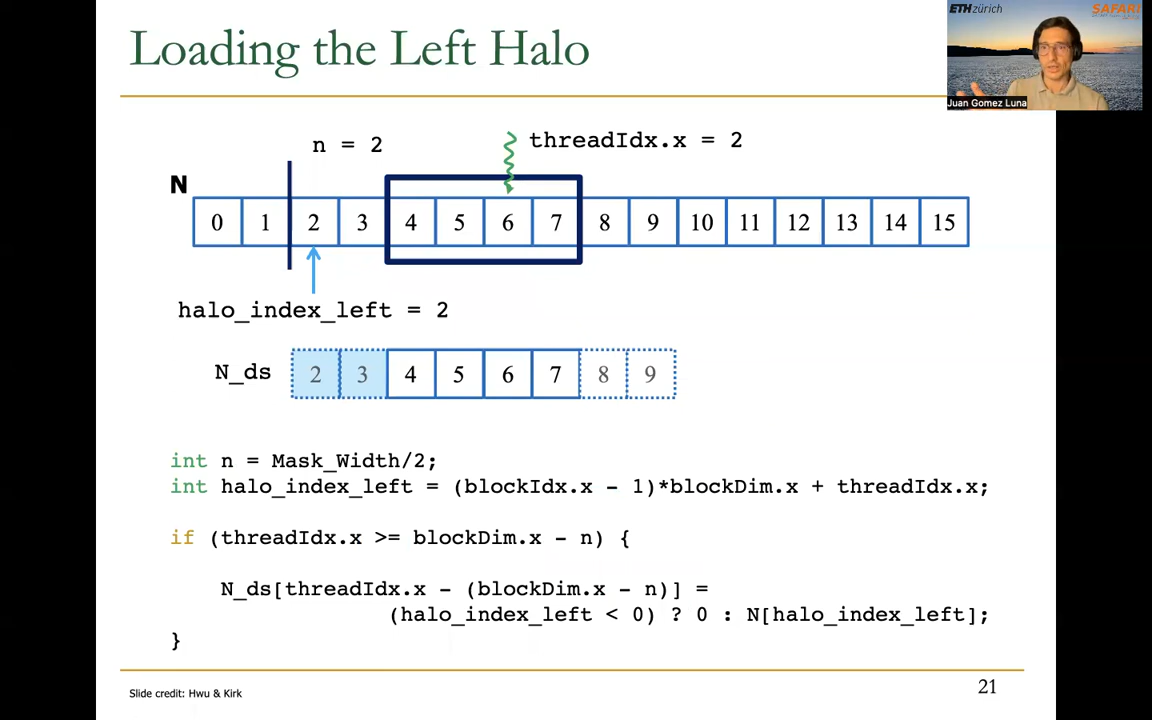 Loading the Left Halo
ETH zürich
SAFARI
Juan Gomez Luna
n = 2
threadIdx.x = 2
N
0 1 2 3 4 5 6 7 8 9 10 11 12 13 14 15
halo_index_left = 2
N_ds 2 3 4 5 6 7 8 9
int n = Mask_Width/2;
int halo_index_left = (blockIdx.x - 1)*blockDim.x + threadIdx.x;
if (threadIdx.x >= blockDim.x - n) {
N_ds[threadIdx.x - (blockDim.x - n)] =
(halo_index_left < 0) ? 0 : N[halo_index_left];
}
Slide credit: Hwu & Kirk
21